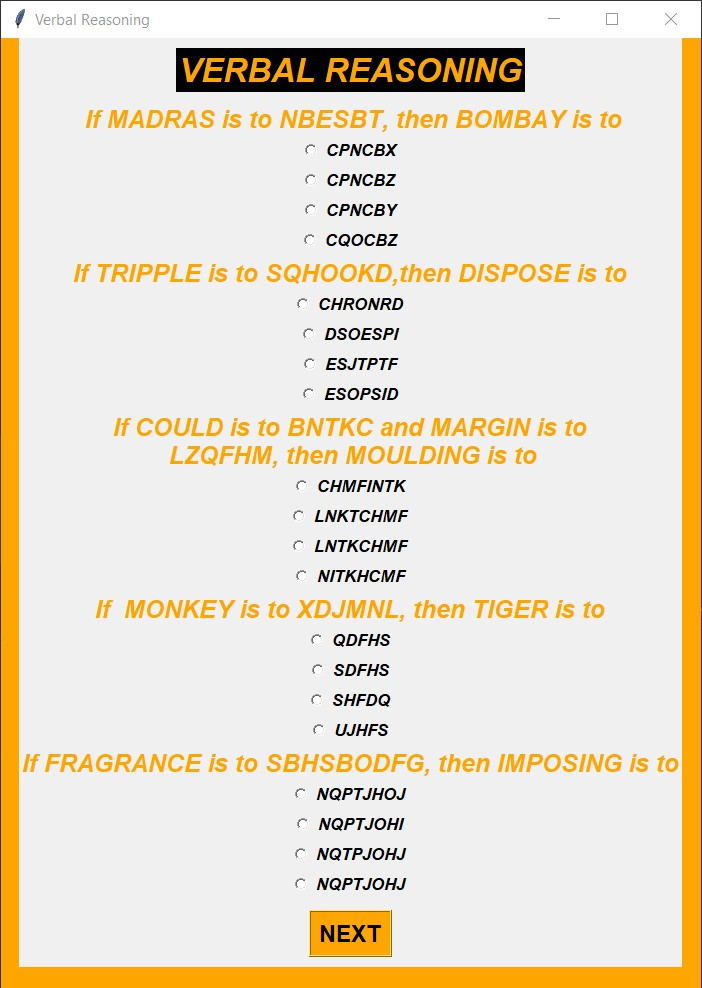 Verbal Reasoning
VERBAL REASONING
If MADRAS is to NBESBT, then BOMBAY is to
CPNCBX
CPNCBZ
CPNCBY
CQOCBZ
If TRIPPLE is to SQHOOKD,then DISPOSE is to
CHRONRD
DSOESPI
ESJTPTF
ESOPSID
If COULD is to BNTKC and MARGIN is to
LZQFHM, then MOULDING is to
CHMFINTK
LNKTCHMF
LNTKCHMF
NITKHCMF
If  MONKEY is to XDJMNL, then TIGER is to
QDFHS
SDFHS
SHFDQ
UJHFS
If FRAGRANCE is to SBHSBODFG, then IMPOSING is to
NQPTJHOJ
NQPTJOHI
NQTPJOHJ
NQPTJOHJ
NEXT